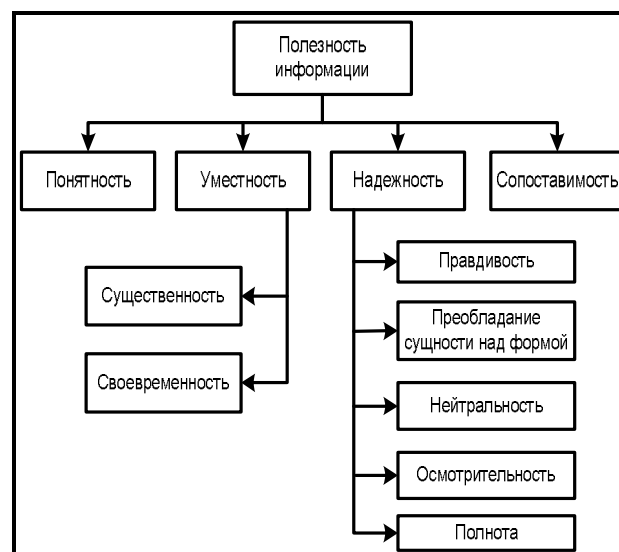 Полезность
информации
Понятность
Уместность
Надежность
Сопоставимость
Существенность
Своевременность
Правдивость
Преобладание
сущности над формой
Нейтральность
Осмотрительность
Полнота